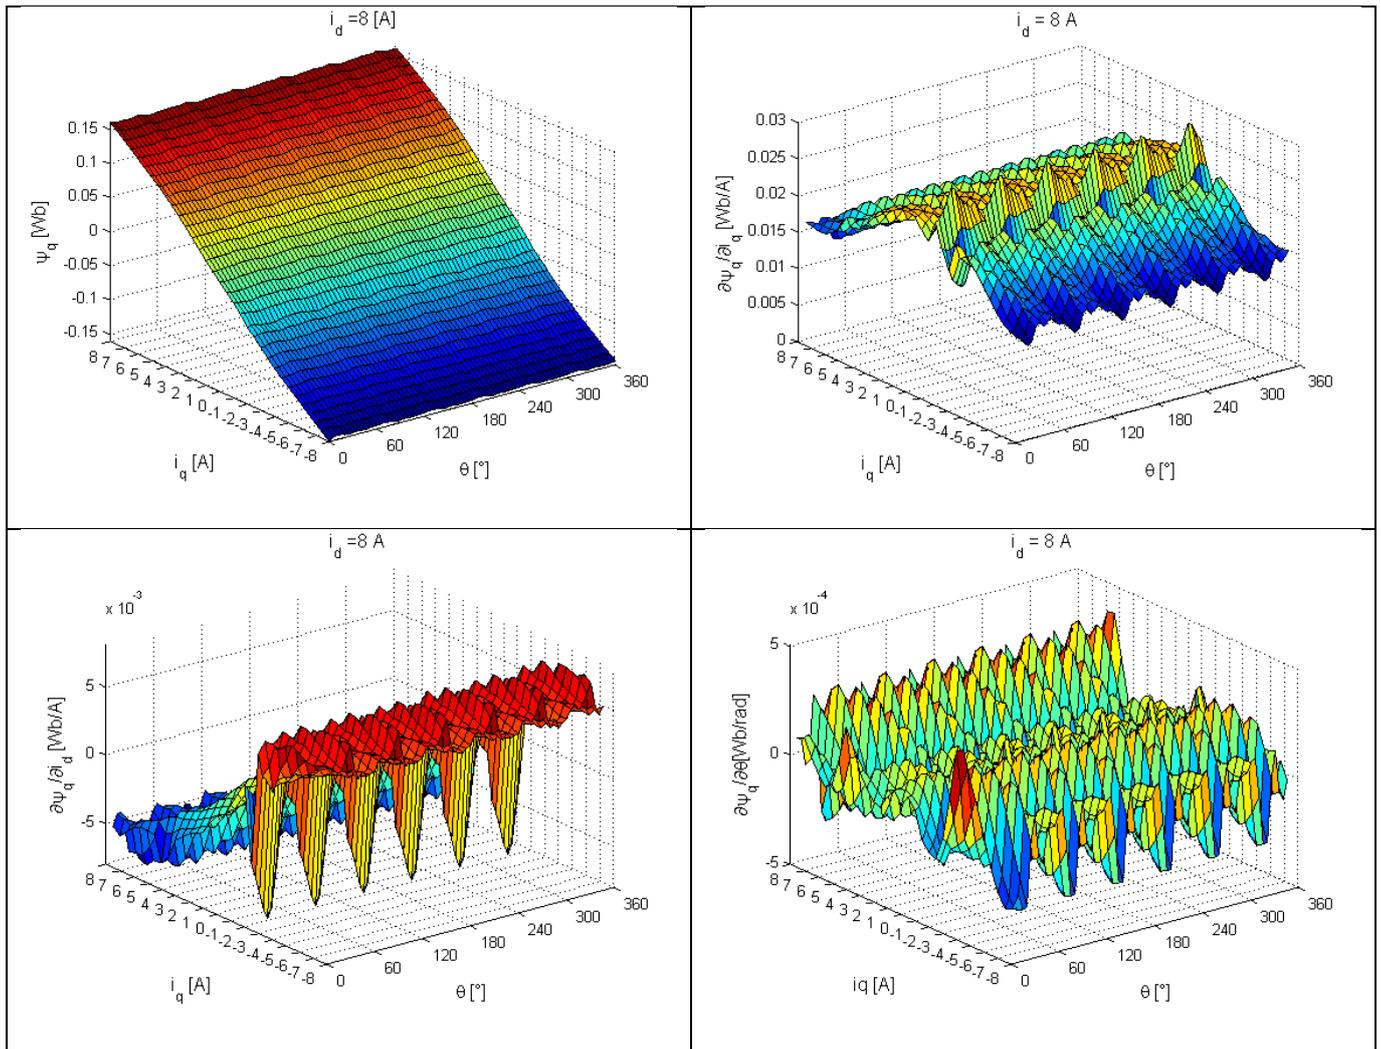 i_d =8 [A]
0.15
0.1
0.05
0
-0.05
-0.1
-0.15
ψ_q [Wb]
8 7 6 5 4 3 2 1 0 -1 -2 -3 -4 -5 -6 -7 -8
i_q [A]
0 60 120 180 240 300 360
θ [°]
i_d = 8 A
0.03
0.025
0.02
0.015
0.01
0.005
0
∂ψ_q/∂i_q [Wb/A]
8 7 6 5 4 3 2 1 0 -1 -2 -3 -4 -5 -6 -7 -8
i_q [A]
0 60 120 180 240 300 360
θ [°]
i_d =8 A
x 10^-3
5
0
-5
∂ψ_q/∂i_d [Wb/A]
8 7 6 5 4 3 2 1 0 -1 -2 -3 -4 -5 -6 -7 -8
i_q [A]
0 60 120 180 240 300 360
θ [°]
i_d = 8 A
x 10^-4
5
0
-5
∂ψ_q/∂θ[Wb/rad]
8 7 6 5 4 3 2 1 0 -1 -2 -3 -4 -5 -6 -7 -8
iq [A]
0 60 120 180 240 300 360
θ [°]